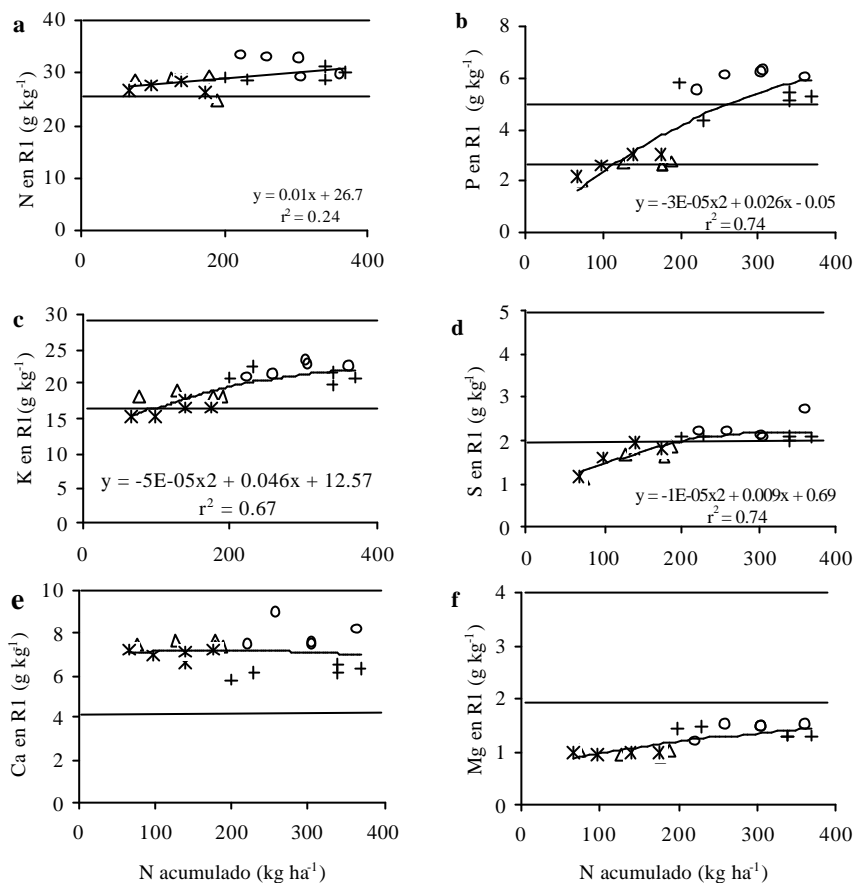 a
N en R1 (g kg-1)
40
30
20
10
0
0
200
400
y = 0.01x + 26.7
r2 = 0.24
b
P en R1 (g kg-1)
8
6
4
2
0
0
100
200
300
400
y = -3E-05x2 + 0.026x - 0.05
r2 = 0.74
c
K en R1(g kg-1)
30
25
20
15
10
5
0
0
200
400
y = -5E-05x2 + 0.046x + 12.57
r2 = 0.67
d
S en R1 (g kg-1)
5
4
3
2
1
0
0
100
200
300
400
y = -1E-05x2 + 0.009x + 0.69
r2 = 0.74
e
Ca en R1 (g kg-1)
10
8
6
4
2
0
0
100
200
300
400
N acumulado (kg ha-1)
f
Mg en R1 (g kg-1)
4
3
2
1
0
0
100
200
300
400
N acumulado (kg ha-1)